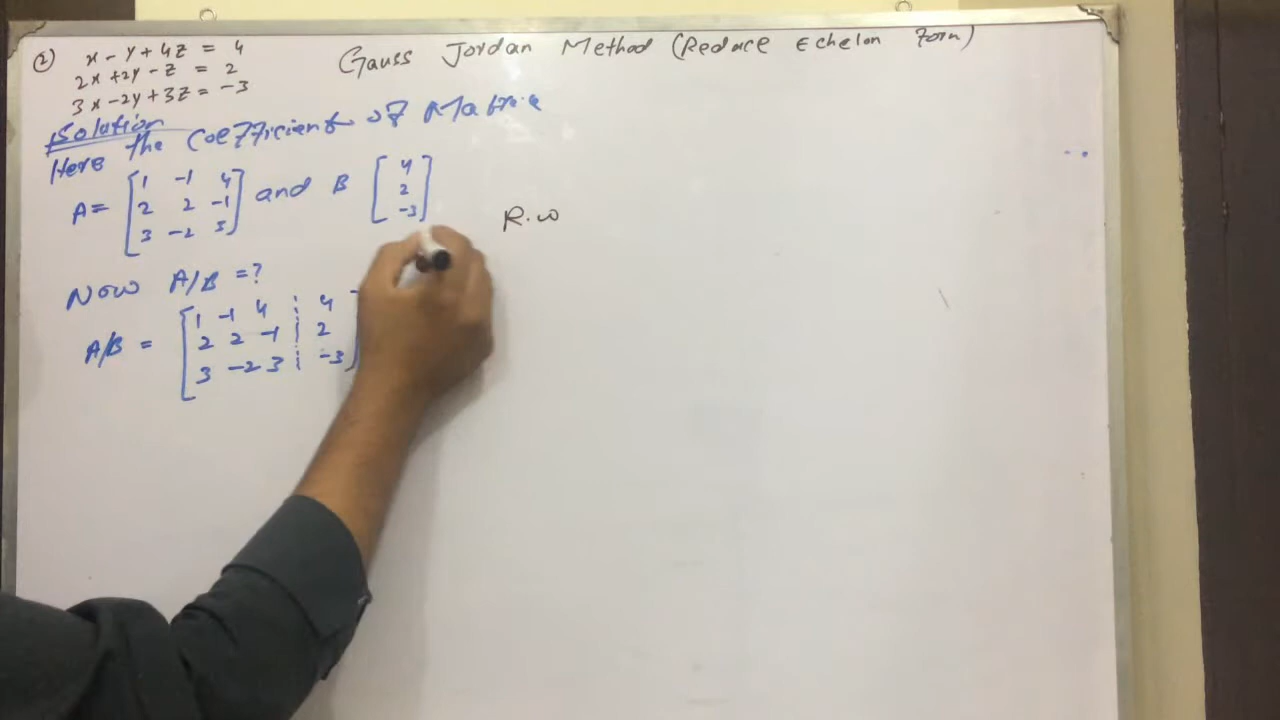 ② x - y + 4z = 4
2x + 2y - z = 2
3x - 2y + 3z = -3
Gauss Jordan Method (Reduce Echelon Form)
Solution
Here the Coefficient of Matrix
A = [1 -1 4
2 2 -1
3 -2 3] and B [4
2
-3]
R.w
Now A/B = ?
A/B = [1 -1 4 ⋮ 4
2 2 -1 ⋮ 2
3 -2 3 ⋮ -3]